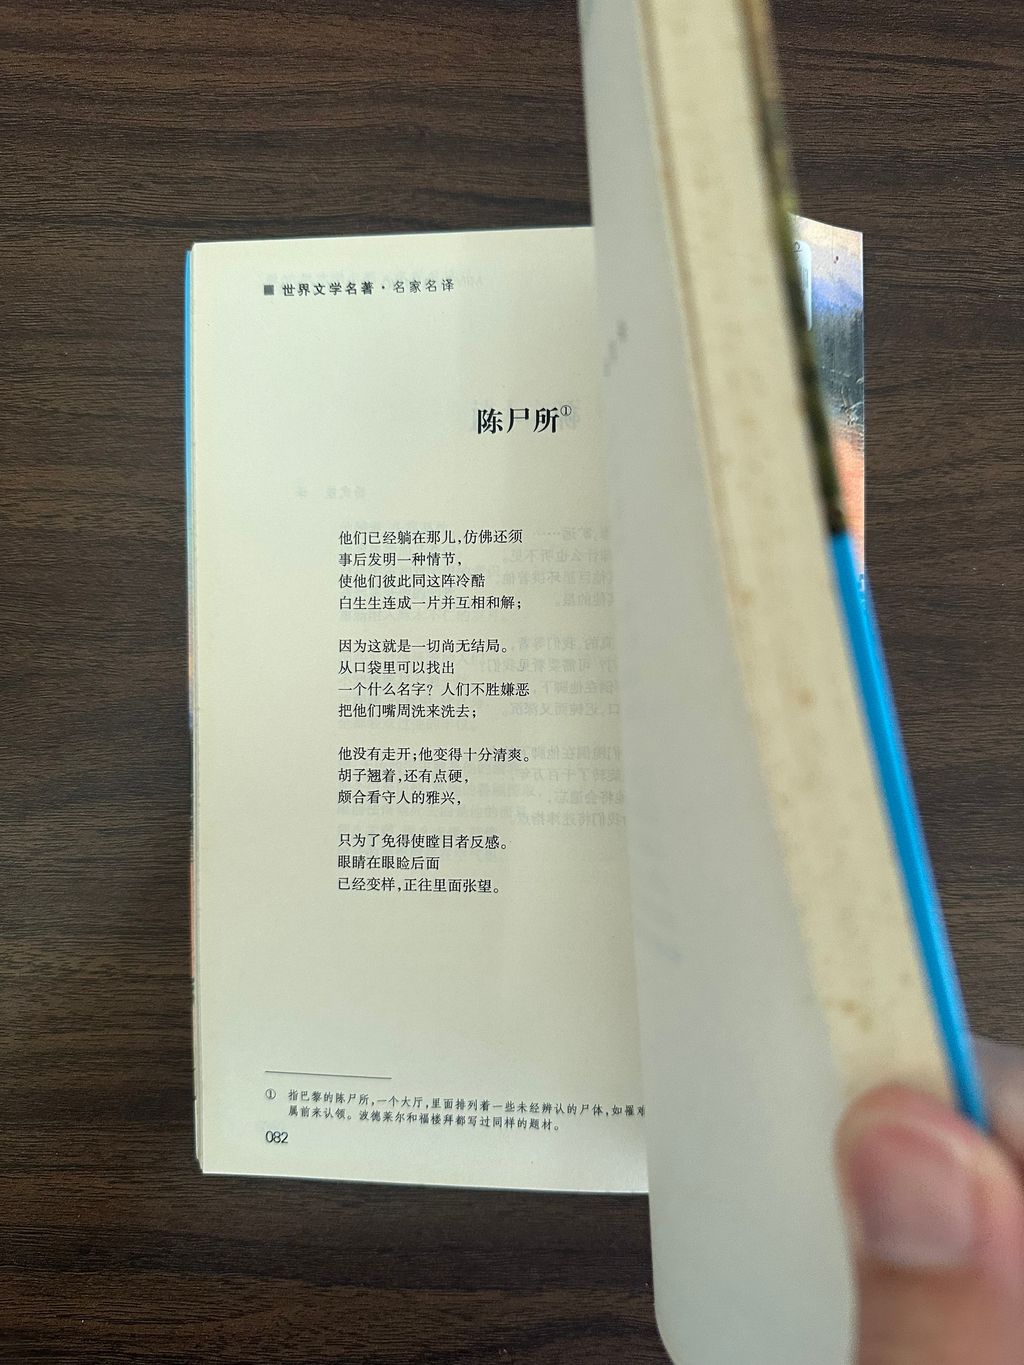 ■ 世界文学名著·名家名译
陈尸所①
他们已经躺在那儿,仿佛还须
事后发明一种情节,
使他们彼此同这阵冷酷
白生生连成一片并互相和解;
因为这就是一切尚无结局。
从口袋里可以找出
一个什么名字?人们不胜嫌恶
把他们嘴周洗来洗去;
他没有走开;他变得十分清爽。
胡子翘着,还有点硬,
颇合看守人的雅兴,
只为了免得使瞠目者反感。
眼睛在眼睑后面
已经变样,正往里面张望。
① 指巴黎的陈尸所,一个大厅,里面排列着一些未经辨认的尸体,如罹
属前来认领。波德莱尔和福楼拜都写过同样的题材。
082